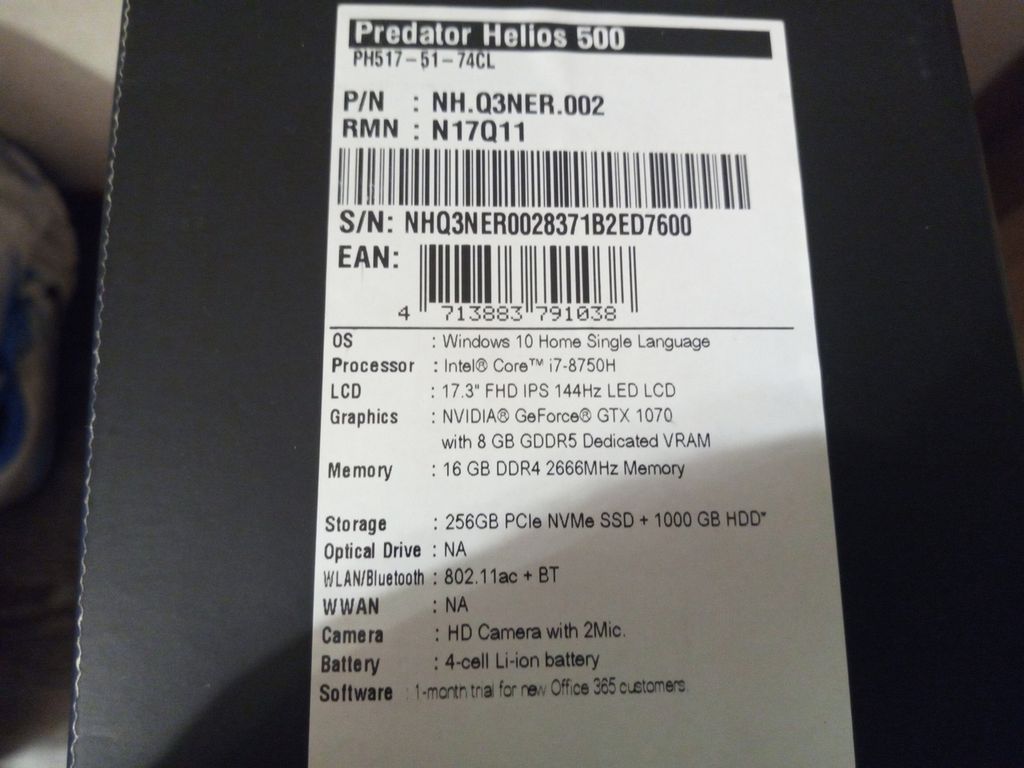 Predator Helios 500
PH517-51-74CL
P/N : NH.Q3NER.002
RMN : N17Q11
S/N: NHQ3NER0028371B2ED7600
EAN:
4 713883 791038
OS : Windows 10 Home Single Language
Processor : Intel® Core™ i7-8750H
LCD : 17.3" FHD IPS 144Hz LED LCD
Graphics : NVIDIA® GeForce® GTX 1070
with 8 GB GDDR5 Dedicated VRAM
Memory : 16 GB DDR4 2666MHz Memory
Storage : 256GB PCIe NVMe SSD + 1000 GB HDD*
Optical Drive : NA
WLAN/Bluetooth : 802.11ac + BT
WWAN : NA
Camera : HD Camera with 2Mic.
Battery : 4-cell Li-ion battery
Software : 1-month trial for new Office 365 customers.